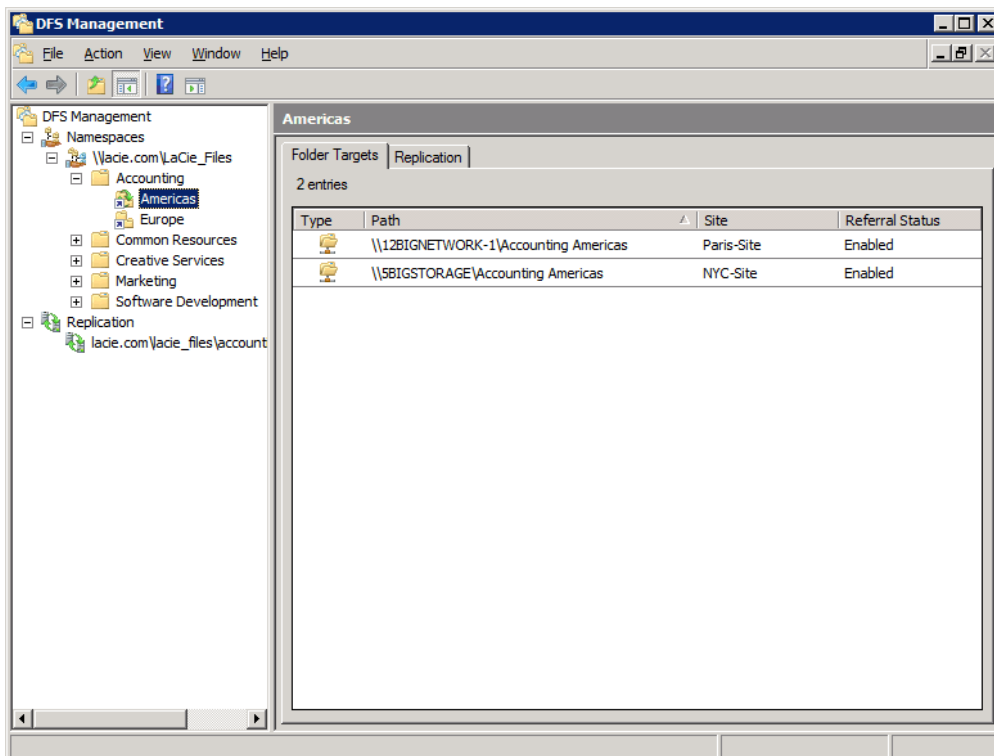 DFS Management
File Action View Window Help
DFS Management
Namespaces
\\lacie.com\LaCie_Files
Accounting
Americas
Europe
Common Resources
Creative Services
Marketing
Software Development
Replication
lacie.com\lacie_files\account
Americas
Folder Targets Replication
2 entries
Type Path Site Referral Status
\\12BIGNETWORK-1\Accounting Americas Paris-Site Enabled
\\5BIGSTORAGE\Accounting Americas NYC-Site Enabled